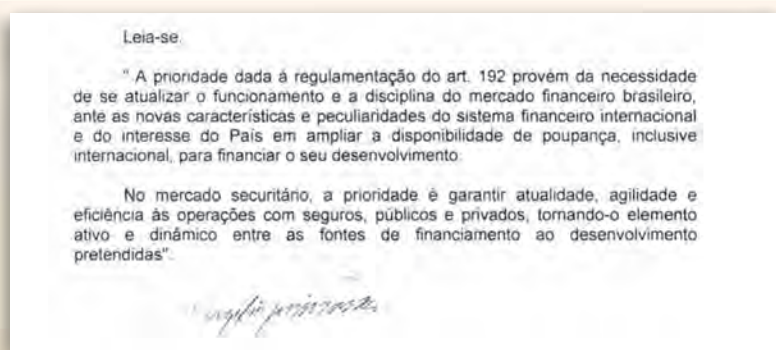 Leia-se.
" A prioridade dada à regulamentação do art. 192 provém da necessidade
de se atualizar o funcionamento e a disciplina do mercado financeiro brasileiro,
ante as novas características e peculiaridades do sistema financeiro internacional
e do interesse do País em ampliar a disponibilidade de poupança, inclusive
internacional, para financiar o seu desenvolvimento.
No mercado securitário, a prioridade é garantir atualidade, agilidade e
eficiência às operações com seguros, públicos e privados, tornando-o elemento
ativo e dinâmico entre as fontes de financiamento ao desenvolvimento
pretendidas".